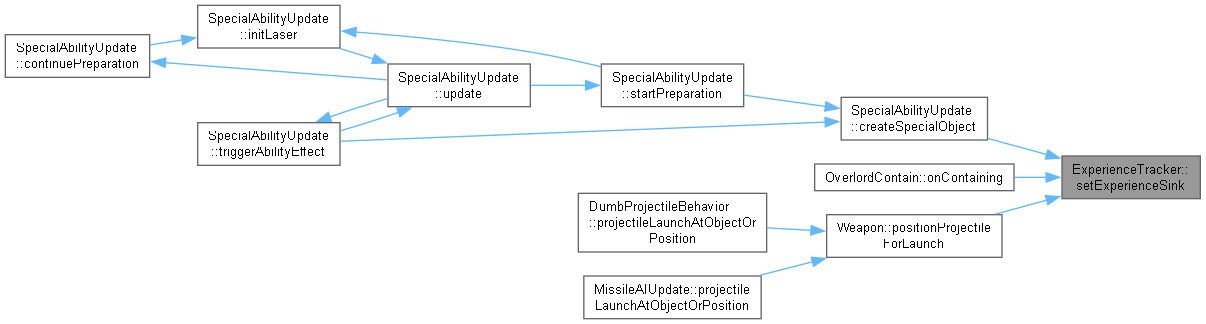 SpecialAbilityUpdate
::initLaser
SpecialAbilityUpdate
::continuePreparation
SpecialAbilityUpdate
::update
SpecialAbilityUpdate
::startPreparation
SpecialAbilityUpdate
::createSpecialObject
SpecialAbilityUpdate
::triggerAbilityEffect
ExperienceTracker::
setExperienceSink
OverlordContain::onContaining
DumbProjectileBehavior
::projectileLaunchAtObjectOr
Position
Weapon::positionProjectile
ForLaunch
MissileAIUpdate::projectile
LaunchAtObjectOrPosition